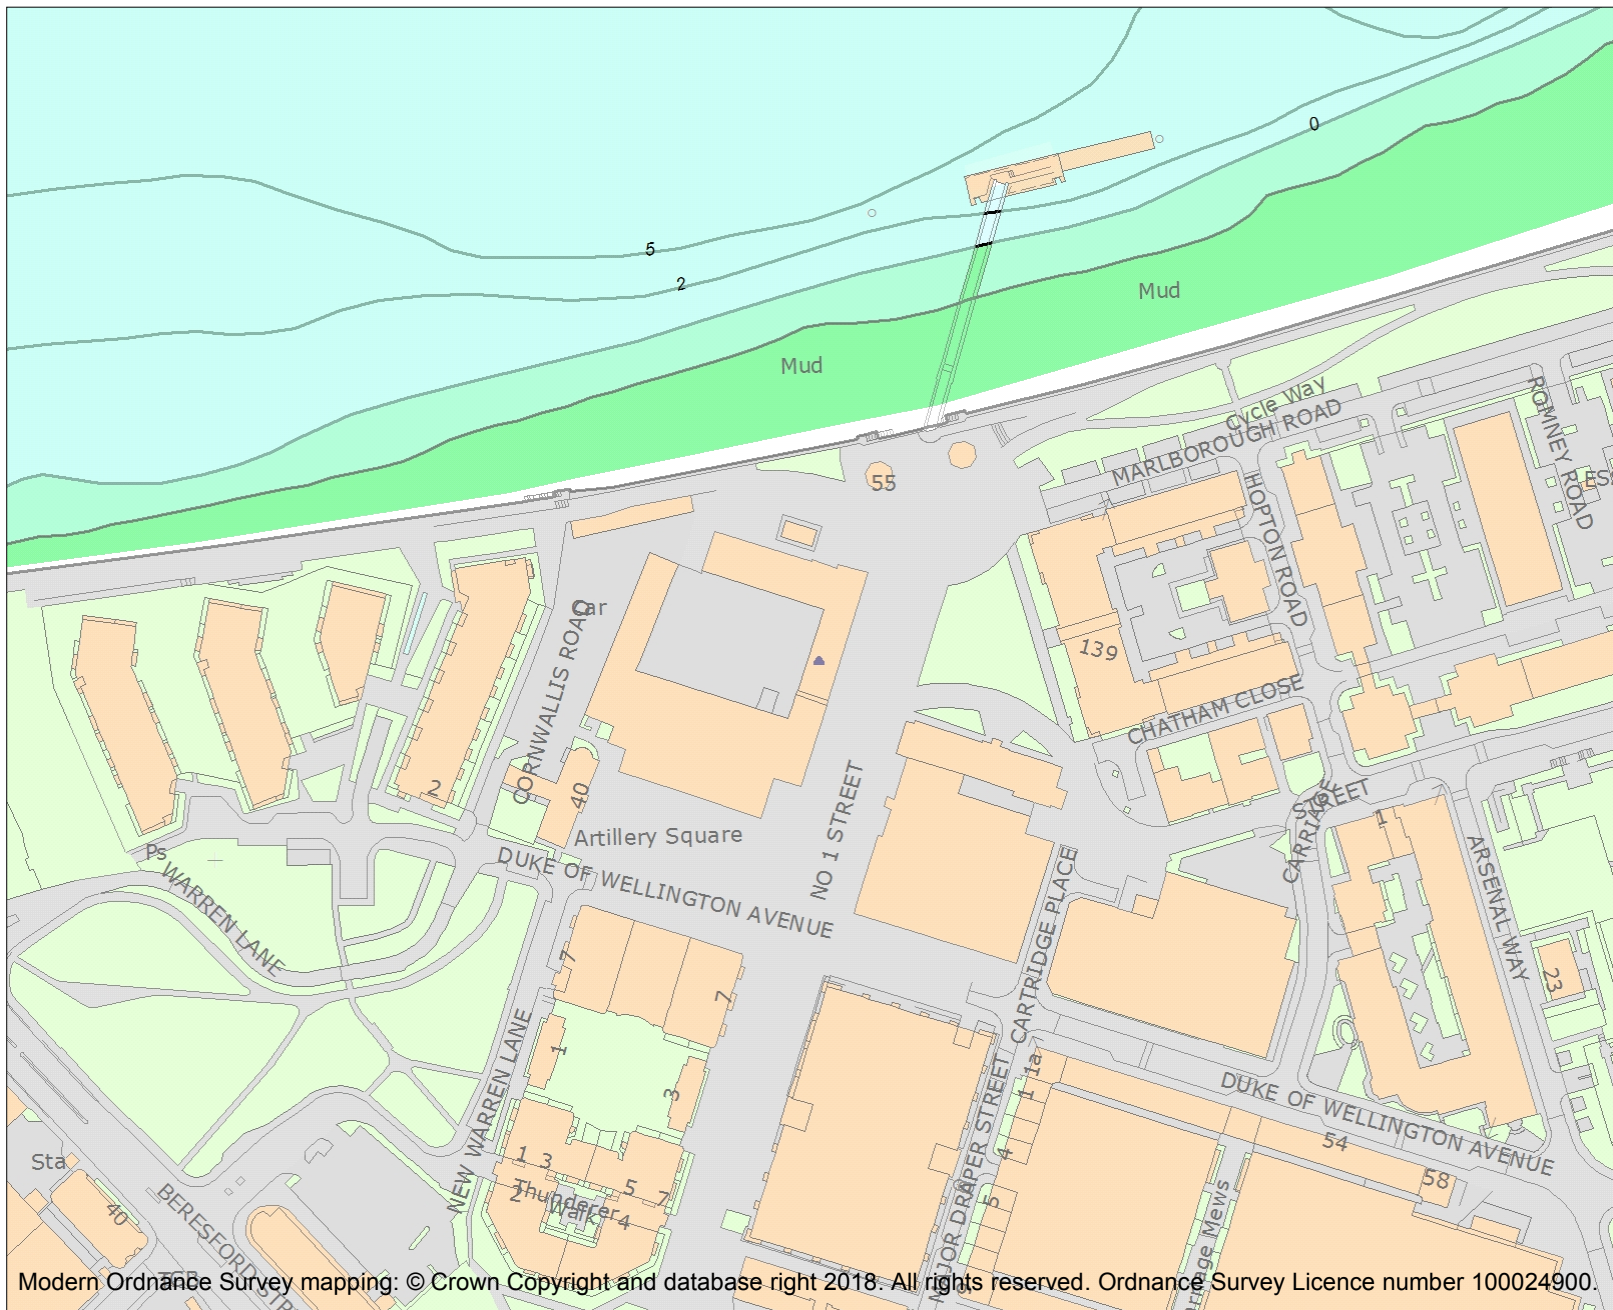 0
5
2
Mud
Mud
Cycle Way
MARLBOROUGH ROAD
ROMNEY ROAD
HOPTON ROAD
55
Car
CORNWALLIS ROAD
139
CHATHAM CLOSE
2
40
Artillery Square
NO 1 STREET
CARRIAGE
STREET
1
Ps
WARREN LANE
DUKE OF WELLINGTON AVENUE
CARTRIDGE PLACE
ARSENAL WAY
23
7
7
1
3
NEW WARREN LANE
1a
1
4
5
MAJOR DRAPER STREET
DUKE OF WELLINGTON AVENUE
54
58
Sta
40
BERESFORD STR
1
3
2
Thunderer
Walk
5
7
4
TCB
Modern Ordnance Survey mapping: © Crown Copyright and database right 2018. All rights reserved. Ordnance Survey Licence number 100024900.